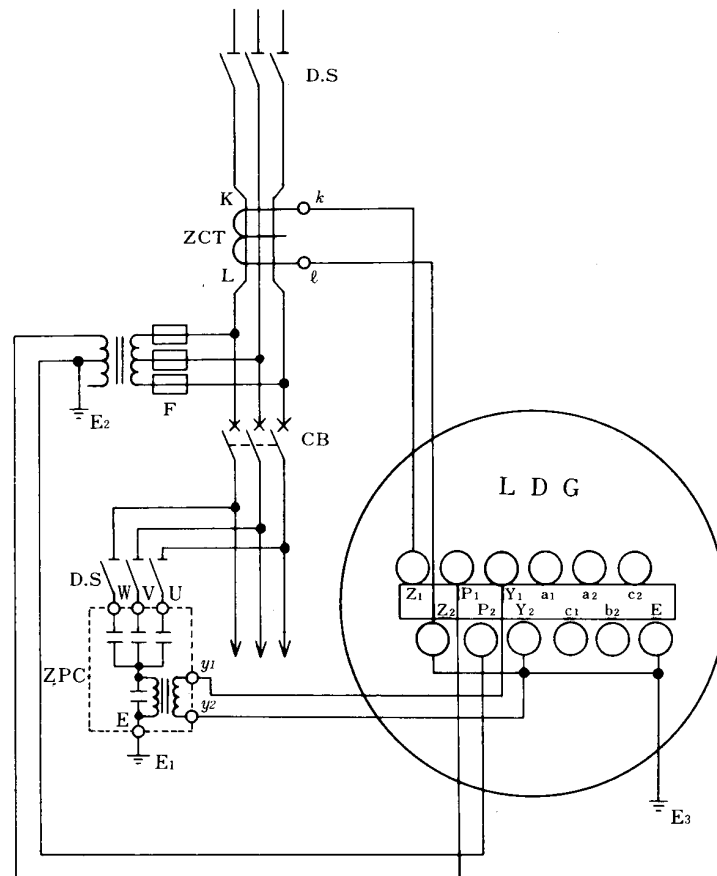 D.S
K
k
ZCT
L
ℓ
F
E2
CB
L D G
D.S
W V U
Z1 P1 Y1 a1 a2 c2
Z2 P2 Y2 c1 b2 E
ZPC
y1
y2
E
E1
E3